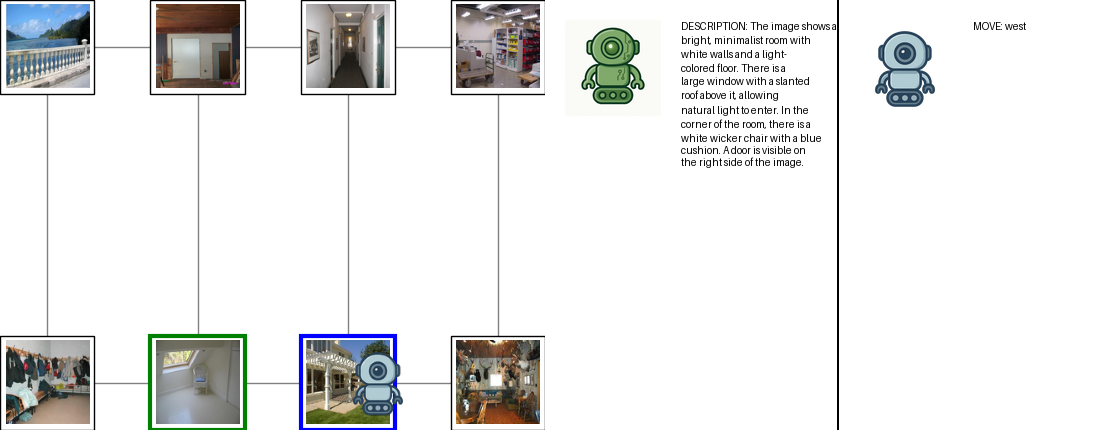 DESCRIPTION: The image shows a
bright, minimalist room with
white walls and a light-
colored floor. There is a
large window with a slanted
roof above it, allowing
natural light to enter. In the
corner of the room, there is a
white wicker chair with a blue
cushion. A door is visible on
the right side of the image.
MOVE: west